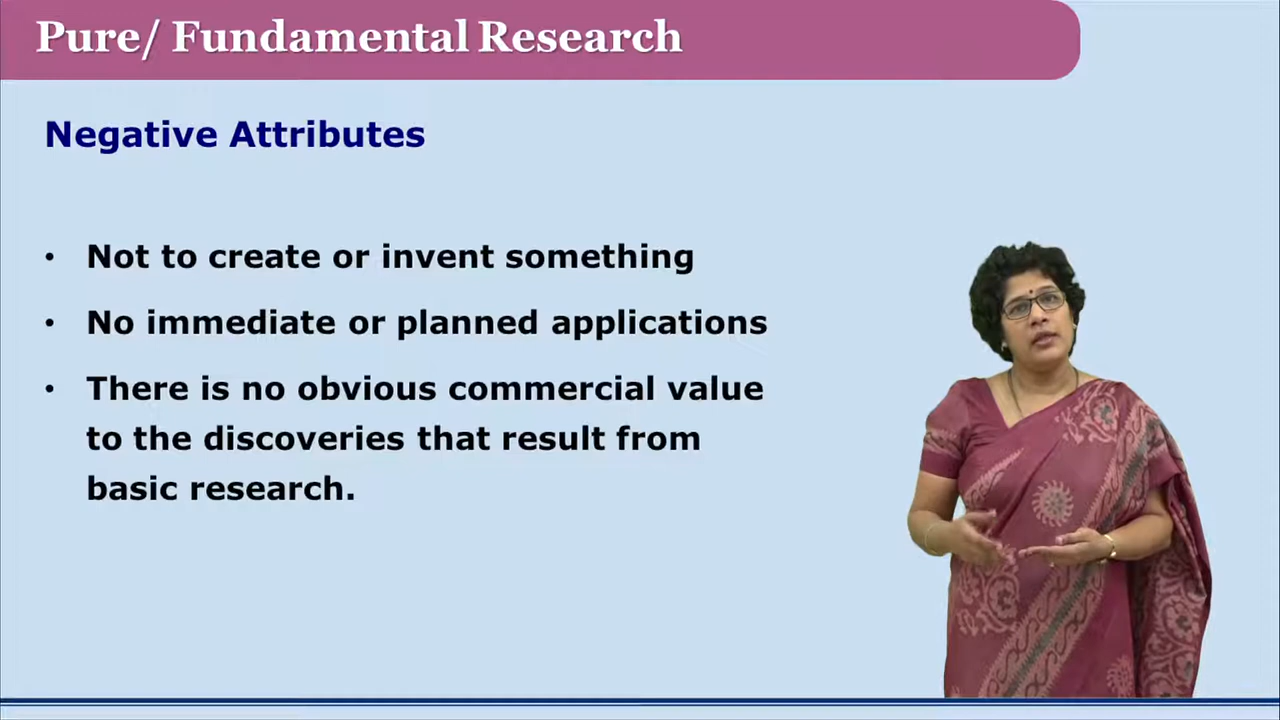 Pure/ Fundamental Research
Negative Attributes
• Not to create or invent something
• No immediate or planned applications
• There is no obvious commercial value
to the discoveries that result from
basic research.